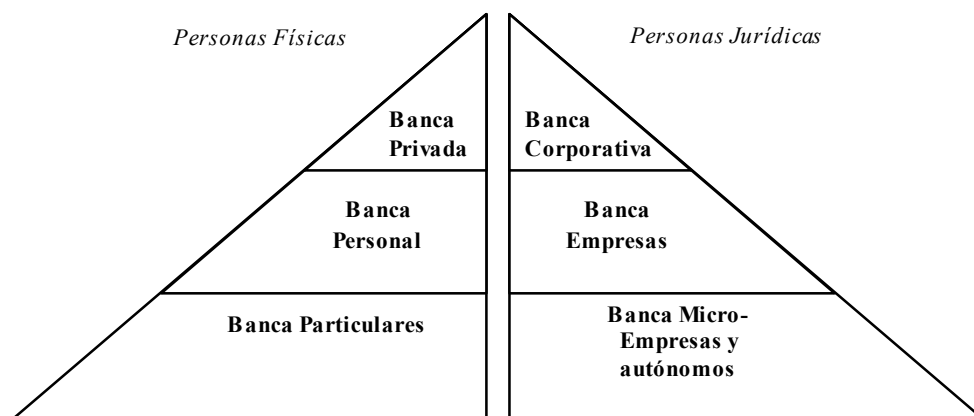 Personas Físicas
Personas Jurídicas
Banca
Privada
Banca
Corporativa
Banca
Personal
Banca
Empresas
Banca Particulares
Banca Micro-
Empresas y
autónomos